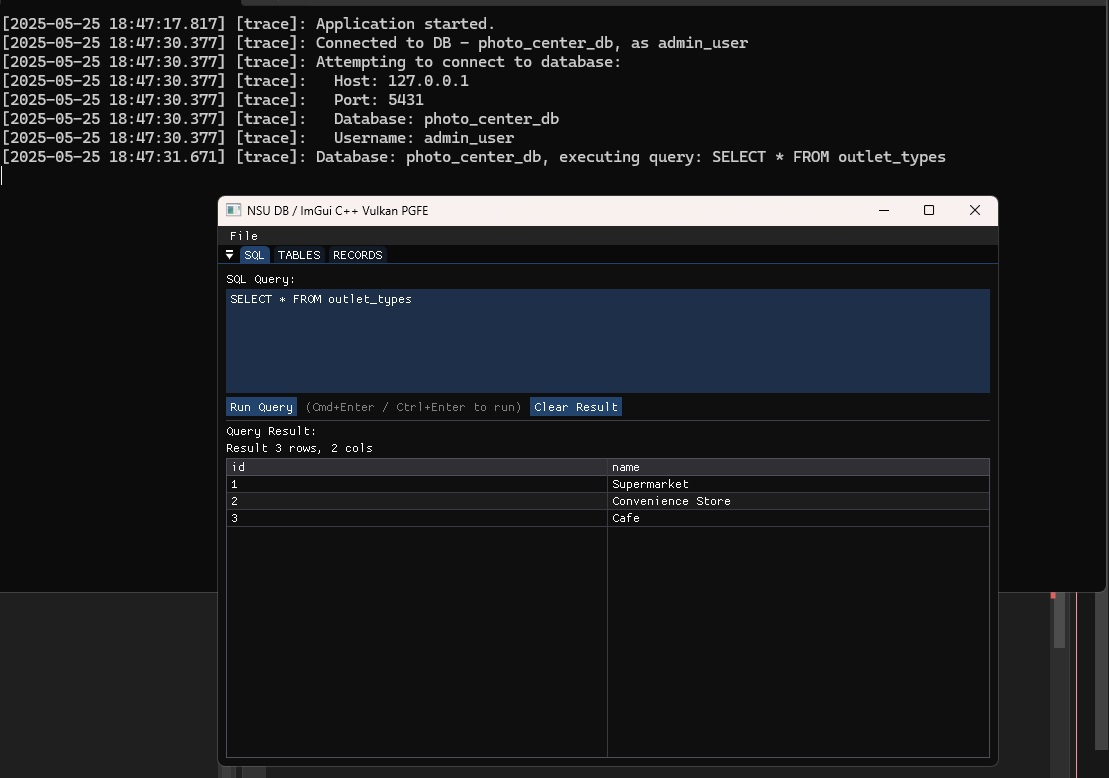 [2025-05-25 18:47:17.817] [trace]: Application started.
[2025-05-25 18:47:30.377] [trace]: Connected to DB - photo_center_db, as admin_user
[2025-05-25 18:47:30.377] [trace]: Attempting to connect to database:
[2025-05-25 18:47:30.377] [trace]:   Host: 127.0.0.1
[2025-05-25 18:47:30.377] [trace]:   Port: 5431
[2025-05-25 18:47:30.377] [trace]:   Database: photo_center_db
[2025-05-25 18:47:30.377] [trace]:   Username: admin_user
[2025-05-25 18:47:31.671] [trace]: Database: photo_center_db, executing query: SELECT * FROM outlet_types
NSU DB / ImGui C++ Vulkan PGFE
File
SQL TABLES RECORDS
SQL Query:
SELECT * FROM outlet_types
Run Query (Cmd+Enter / Ctrl+Enter to run) Clear Result
Query Result:
Result 3 rows, 2 cols
id name
1 Supermarket
2 Convenience Store
3 Cafe